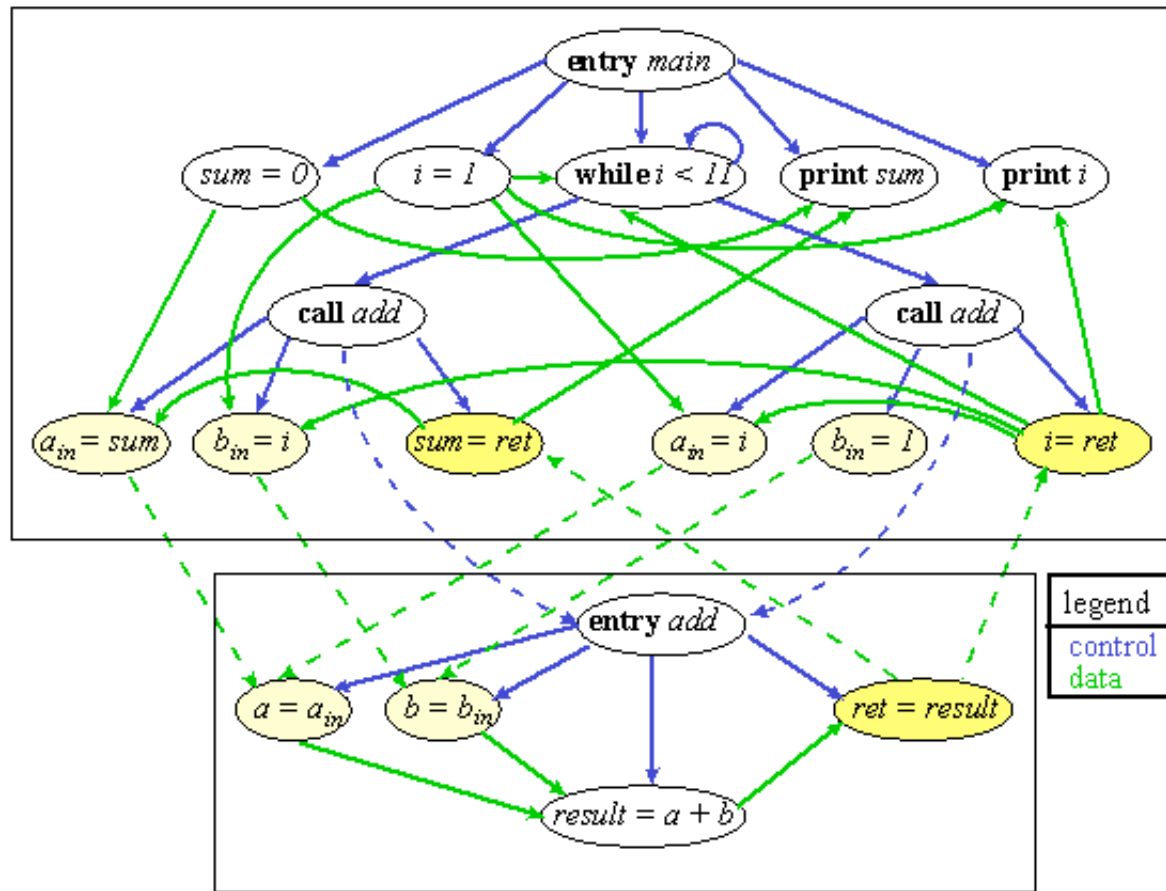 entry main
sum = 0
i = 1
while i < 11
print sum
print i
call add
call add
a_in = sum
b_in = i
sum = ret
a_in = i
b_in = 1
i= ret
entry add
legend
control
data
a = a_in
b = b_in
ret = result
result = a + b